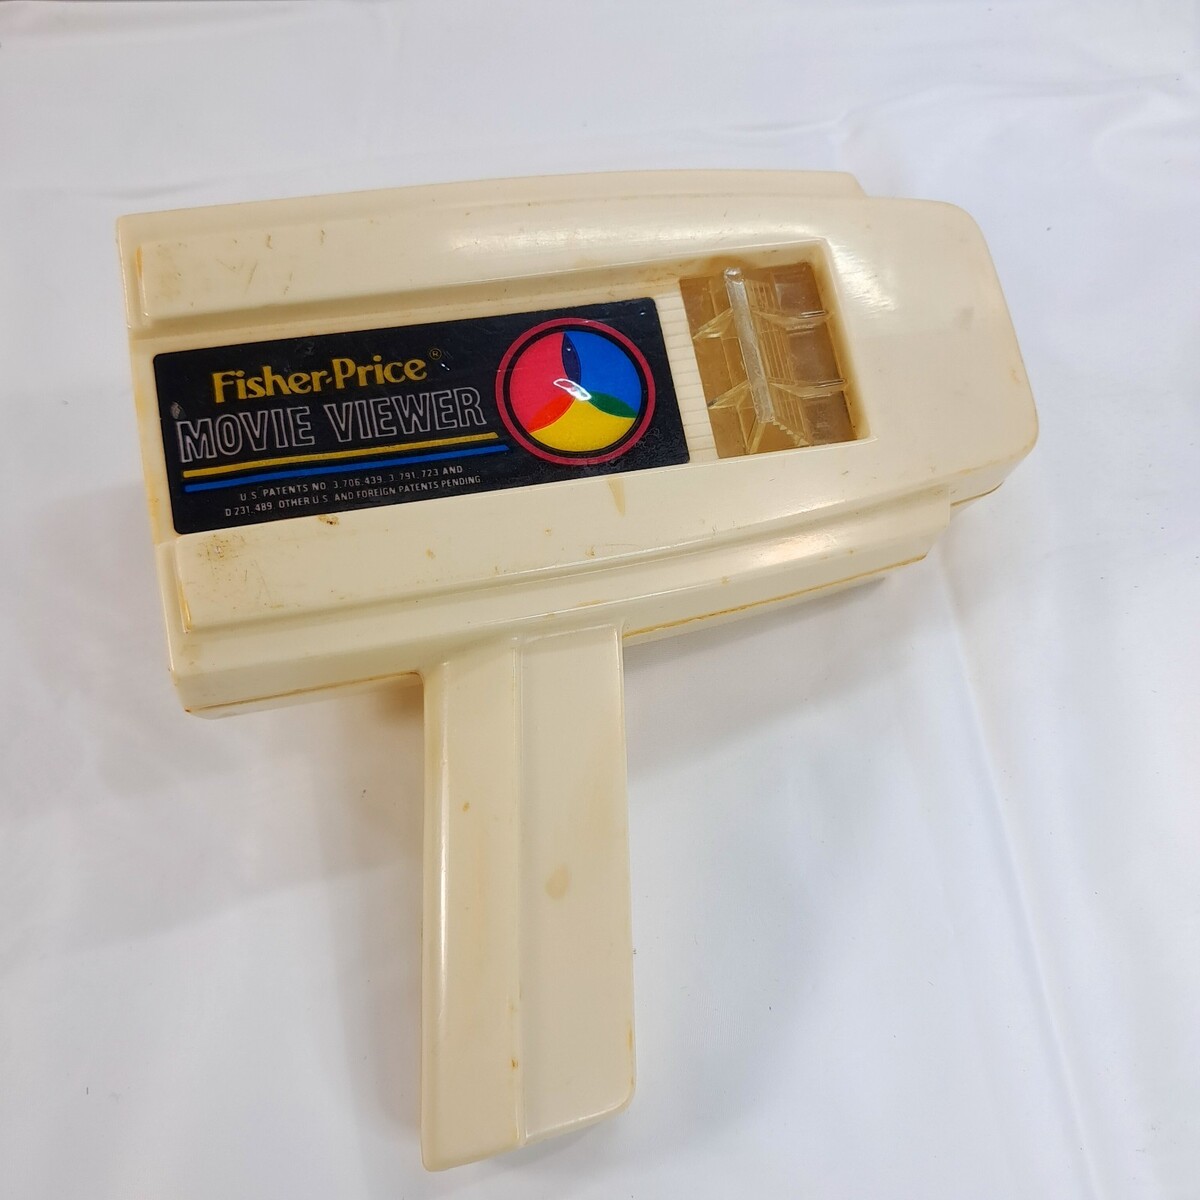 Fisher-Price®
MOVIE VIEWER
U.S. PATENTS NO. 3,706,439, 3,791,723 AND
D 231,489 OTHER U.S. AND FOREIGN PATENTS PENDING